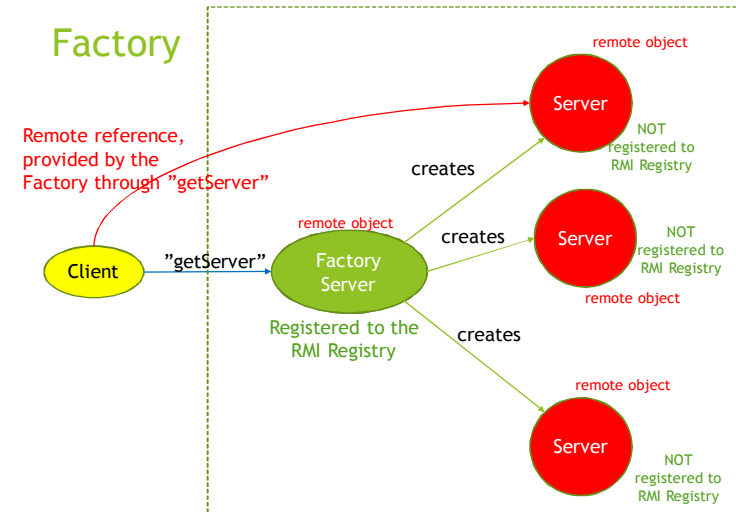 Factory
remote object
Server
NOT
registered to
RMI Registry
Remote reference,
provided by the
Factory through ”getServer”
creates
remote object
creates
Server
NOT
registered to
RMI Registry
remote object
Client
”getServer”
Factory
Server
Registered to the
RMI Registry
creates
remote object
Server
NOT
registered to
RMI Registry